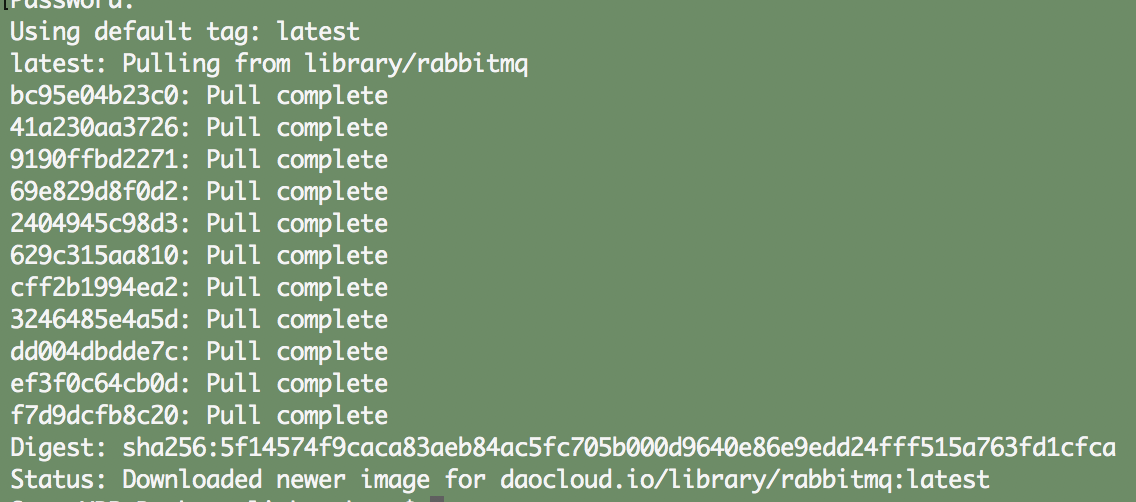 Password:
Using default tag: latest
latest: Pulling from library/rabbitmq
bc95e04b23c0: Pull complete
41a230aa3726: Pull complete
9190ffbd2271: Pull complete
69e829d8f0d2: Pull complete
2404945c98d3: Pull complete
629c315aa810: Pull complete
cff2b1994ea2: Pull complete
3246485e4a5d: Pull complete
dd004dbdde7c: Pull complete
ef3f0c64cb0d: Pull complete
f7d9dcfb8c20: Pull complete
Digest: sha256:5f14574f9caca83aeb84ac5fc705b000d9640e86e9edd24fff515a763fd1cfca
Status: Downloaded newer image for daocloud.io/library/rabbitmq:latest